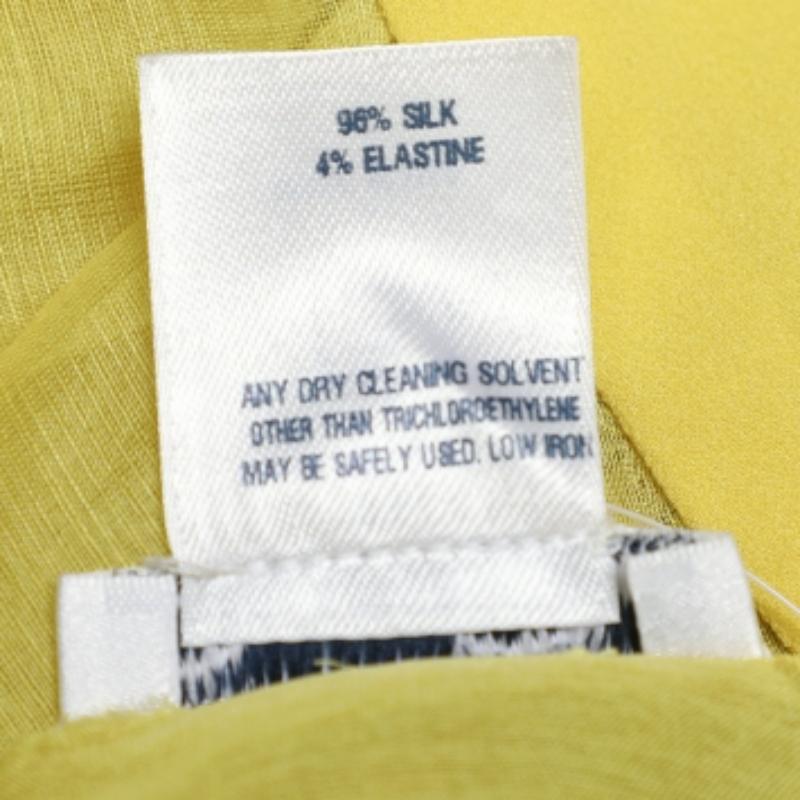 96% SILK
4% ELASTINE
ANY DRY CLEANING SOLVENT
OTHER THAN TRICHLOROETHYLENE
MAY BE SAFELY USED. LOW IRON